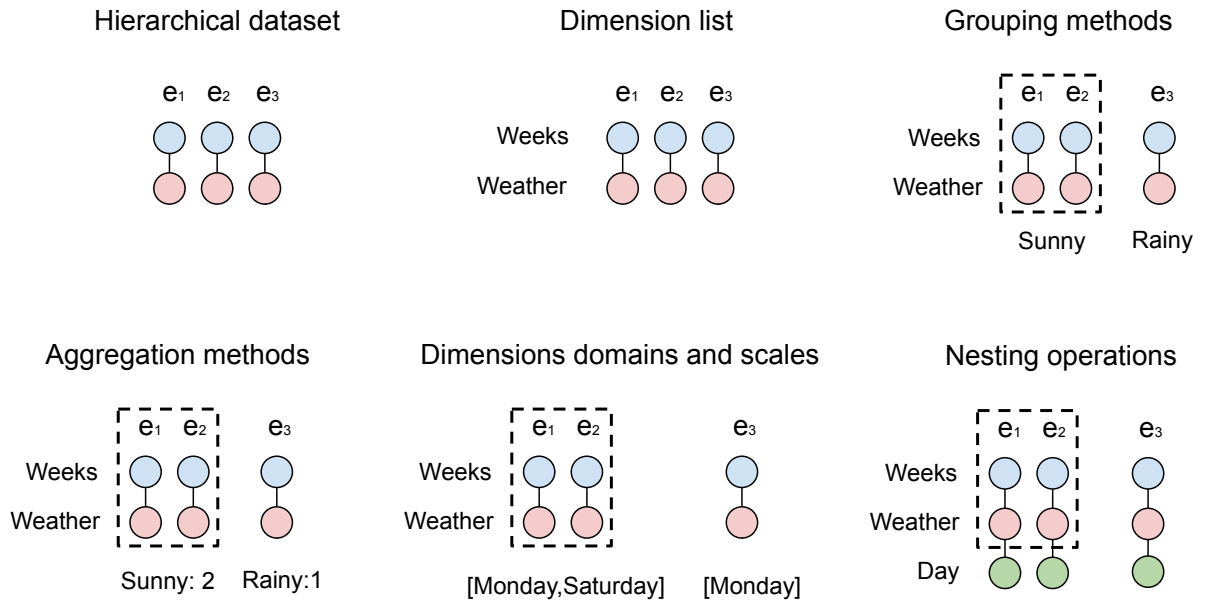 Hierarchical dataset
e1 e2 e3
Dimension list
e1 e2 e3
Weeks
Weather
Grouping methods
e1 e2 e3
Weeks
Weather
Sunny Rainy
Aggregation methods
e1 e2 e3
Weeks
Weather
Sunny: 2 Rainy:1
Dimensions domains and scales
e1 e2 e3
Weeks
Weather
[Monday,Saturday] [Monday]
Nesting operations
e1 e2 e3
Weeks
Weather
Day